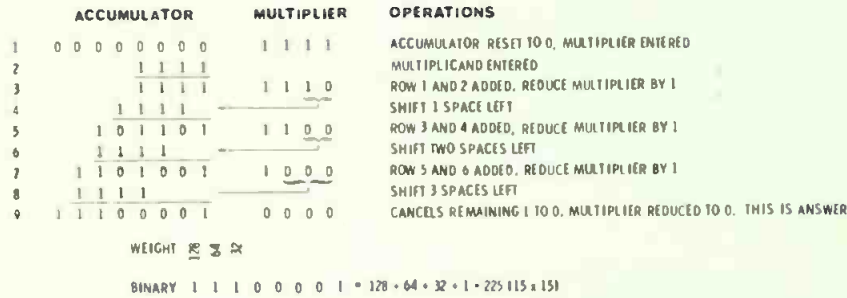 ACCUMULATOR MULTIPLIER OPERATIONS
1 0 0 0 0 0 0 0 0 1 1 1 1 ACCUMULATOR RESET TO 0, MULTIPLIER ENTERED
2 1 1 1 1 MULTIPLICAND ENTERED
3 1 1 1 1 1 1 1 0 ROW 1 AND 2 ADDED, REDUCE MULTIPLIER BY 1
4 1 1 1 1 SHIFT 1 SPACE LEFT
5 1 0 1 1 0 1 1 1 0 0 ROW 3 AND 4 ADDED, REDUCE MULTIPLIER BY 1
6 1 1 1 1 SHIFT TWO SPACES LEFT
7 1 1 0 1 0 0 1 1 0 0 0 ROW 5 AND 6 ADDED, REDUCE MULTIPLIER BY 1
8 1 1 1 1 SHIFT 3 SPACES LEFT
9 1 1 1 0 0 0 0 1 0 0 0 0 CANCELS REMAINING 1 TO 0, MULTIPLIER REDUCED TO 0. THIS IS ANSWER
WEIGHT 128 64 32
BINARY 1 1 1 0 0 0 0 1 = 128 + 64 + 32 + 1 = 225 (15 x 15)